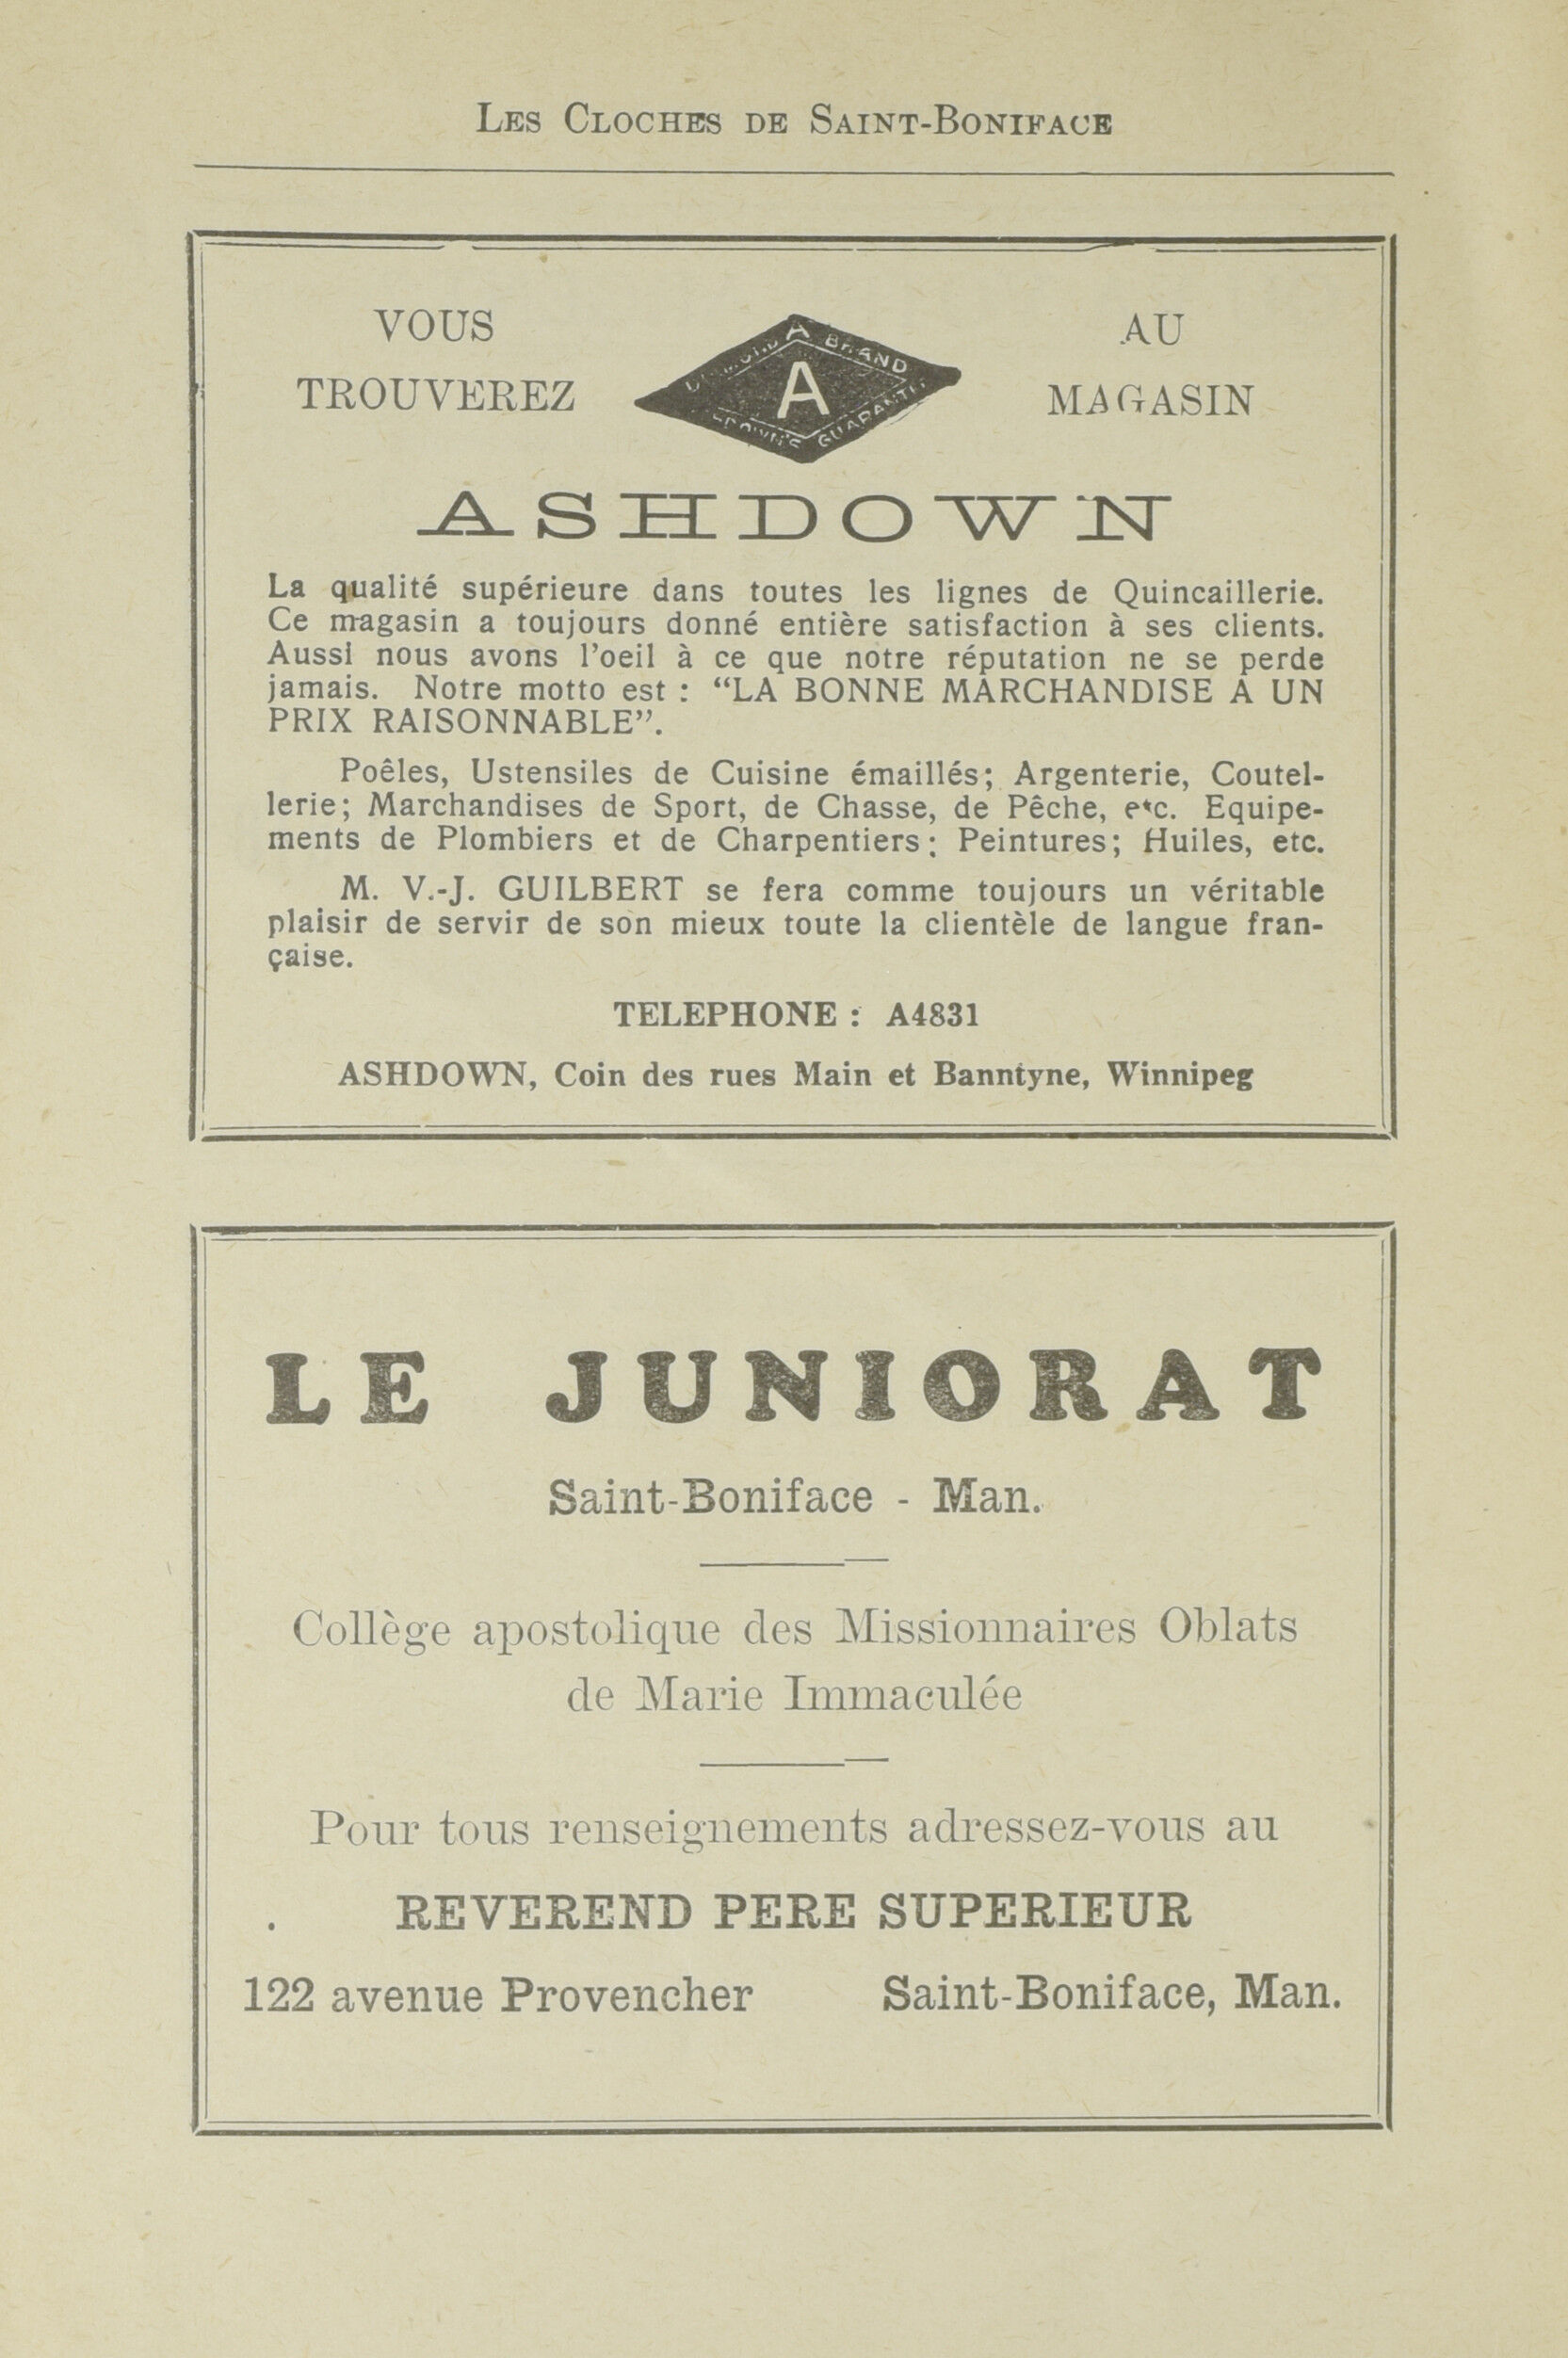 Les Cloches de Saint-Boniface
VOUS
TROUVEREZ
A BRAND
A
GUARANTEE
AU
MAGASIN
ASHDOWN
La qualité supérieure dans toutes les lignes de Quincaillerie.
Ce magasin a toujours donné entière satisfaction à ses clients.
Aussi nous avons l'oeil à ce que notre réputation ne se perde
jamais. Notre motto est : “LA BONNE MARCHANDISE A UN
PRIX RAISONNABLE”.
Poêles, Ustensiles de Cuisine émaillés; Argenterie, Coutel-
lerie; Marchandises de Sport, de Chasse, de Pêche, etc. Equipe-
ments de Plombiers et de Charpentiers; Peintures; Huiles, etc.
M. V.-J. GUILBERT se fera comme toujours un véritable
plaisir de servir de son mieux toute la clientèle de langue fran-
çaise.
TELEPHONE : A4831
ASHDOWN, Coin des rues Main et Banntyne, Winnipeg
LE JUNIORAT
Saint-Boniface - Man.
Collège apostolique des Missionnaires Oblats
de Marie Immaculée
Pour tous renseignements adressez-vous au
REVEREND PERE SUPERIEUR
122 avenue Provencher Saint-Boniface, Man.